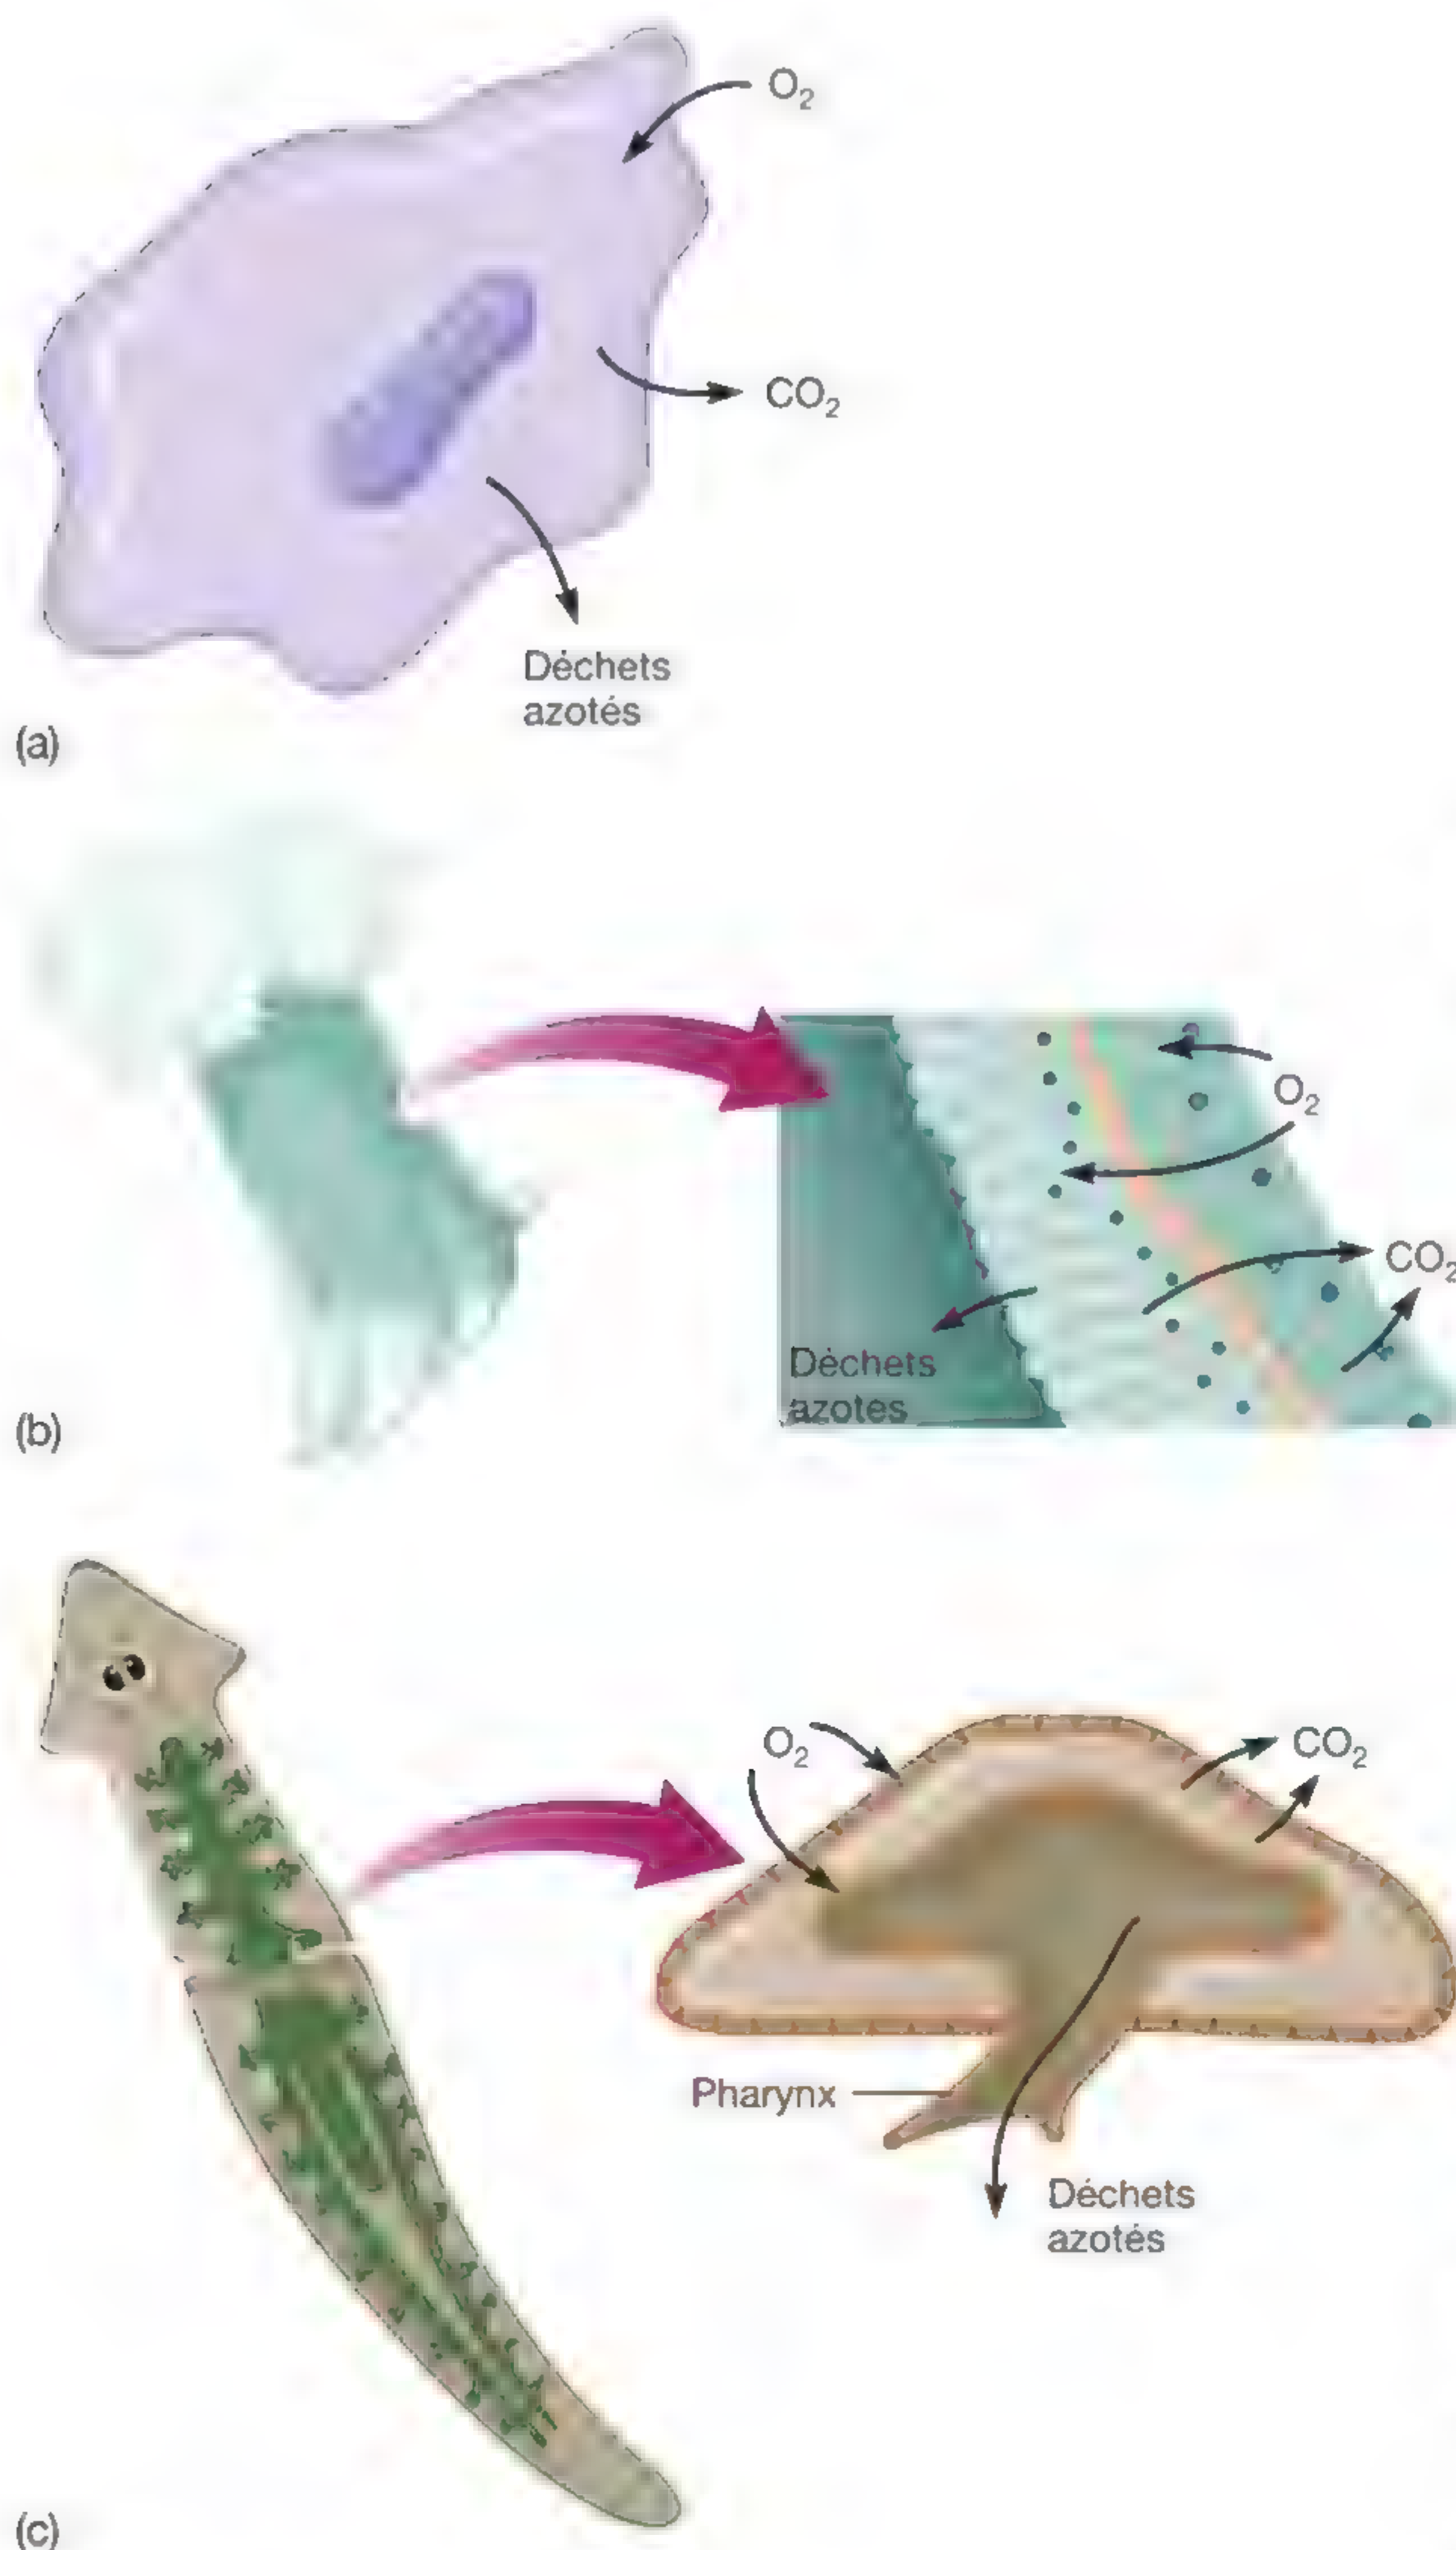 O₂
CO₂
Déchets
azotés
(a)
O₂
CO₂
Déchets
azotés
(b)
O₂
CO₂
Pharynx
Déchets
azotés
(c)